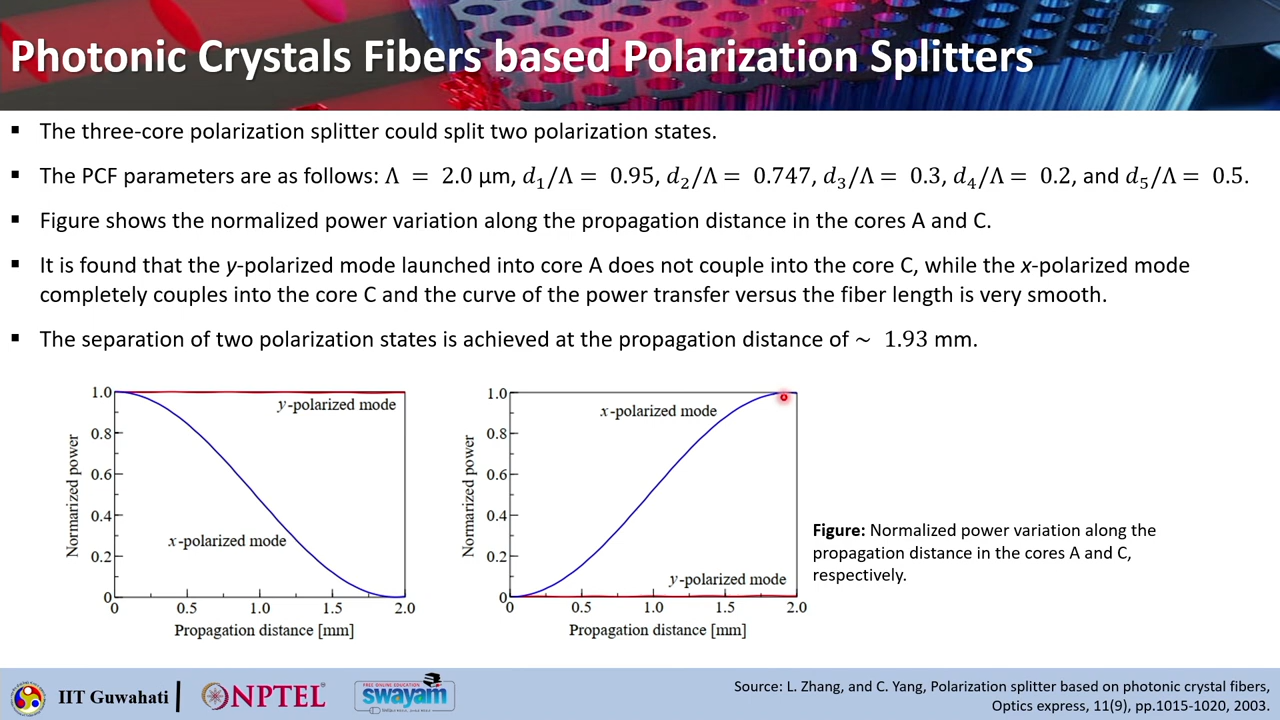 Photonic Crystals Fibers based Polarization Splitters
▪ The three-core polarization splitter could split two polarization states.
▪ The PCF parameters are as follows: Λ = 2.0 μm, d₁/Λ = 0.95, d₂/Λ = 0.747, d₃/Λ = 0.3, d₄/Λ = 0.2, and d₅/Λ = 0.5.
▪ Figure shows the normalized power variation along the propagation distance in the cores A and C.
▪ It is found that the y-polarized mode launched into core A does not couple into the core C, while the x-polarized mode
completely couples into the core C and the curve of the power transfer versus the fiber length is very smooth.
▪ The separation of two polarization states is achieved at the propagation distance of ~ 1.93 mm.
Normarized power
1.0
0.8
0.6
0.4
0.2
0
y-polarized mode
x-polarized mode
0 0.5 1.0 1.5 2.0
Propagation distance [mm]
Normarized power
1.0
0.8
0.6
0.4
0.2
0
x-polarized mode
y-polarized mode
0 0.5 1.0 1.5 2.0
Propagation distance [mm]
Figure: Normalized power variation along the
propagation distance in the cores A and C,
respectively.
IIT Guwahati
NPTEL
FREE ONLINE EDUCATION
swayam
Source: L. Zhang, and C. Yang, Polarization splitter based on photonic crystal fibers,
Optics express, 11(9), pp.1015-1020, 2003.